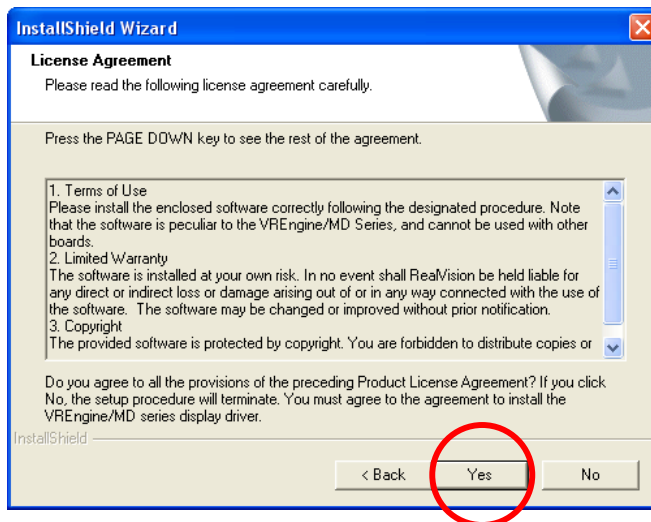 InstallShield Wizard
License Agreement
Please read the following license agreement carefully.
Press the PAGE DOWN key to see the rest of the agreement.
1. Terms of Use
Please install the enclosed software correctly following the designated procedure. Note
that the software is peculiar to the VREngine/MD Series, and cannot be used with other
boards.
2. Limited Warranty
The software is installed at your own risk. In no event shall RealVision be held liable for
any direct or indirect loss or damage arising out of or in any way connected with the use of
the software.  The software may be changed or improved without prior notification.
3. Copyright
The provided software is protected by copyright. You are forbidden to distribute copies or
Do you agree to all the provisions of the preceding Product License Agreement? If you click
No, the setup procedure will terminate. You must agree to the agreement to install the
VREngine/MD series display driver.
InstallShield
< Back
Yes
No